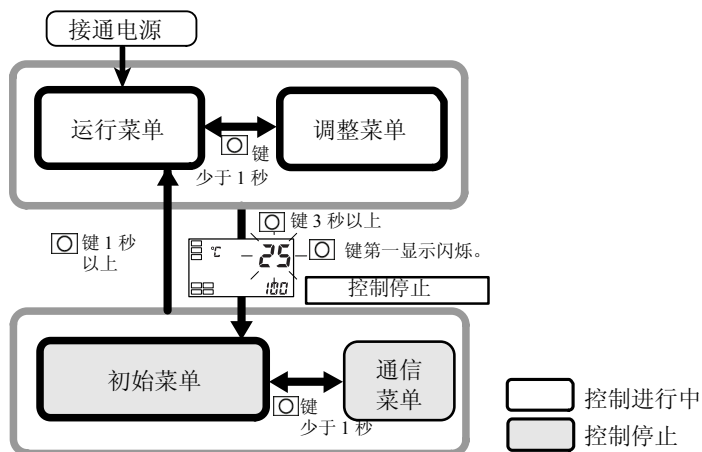 接通电源
运行菜单
调整菜单
键
少于 1 秒
键 3 秒以上
键 1 秒
以上
℃
25
键第一显示闪烁。
100
控制停止
初始菜单
通信
菜单
键
少于 1 秒
控制进行中
控制停止